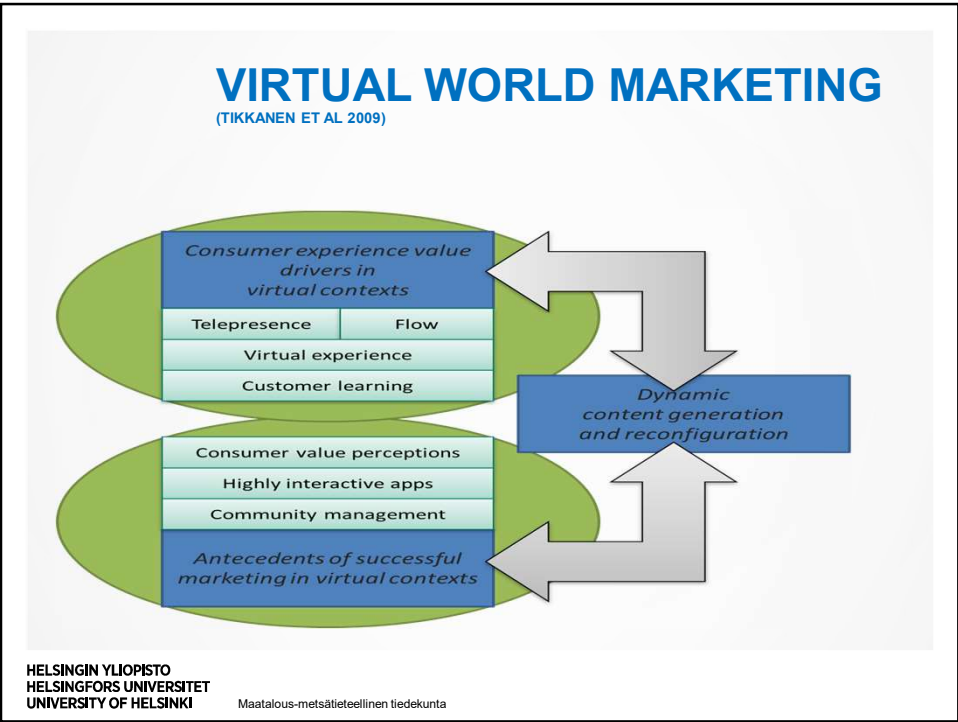 VIRTUAL WORLD MARKETING
(TIKKANEN ET AL 2009)
Consumer experience value
drivers in
virtual contexts
Telepresence
Flow
Virtual experience
Customer learning
Dynamic
content generation
and reconfiguration
Consumer value perceptions
Highly interactive apps
Community management
Antecedents of successful
marketing in virtual contexts
HELSINGIN YLIOPISTO
HELSINGFORS UNIVERSITET
UNIVERSITY OF HELSINKI
Maatalous-metsätieteellinen tiedekunta